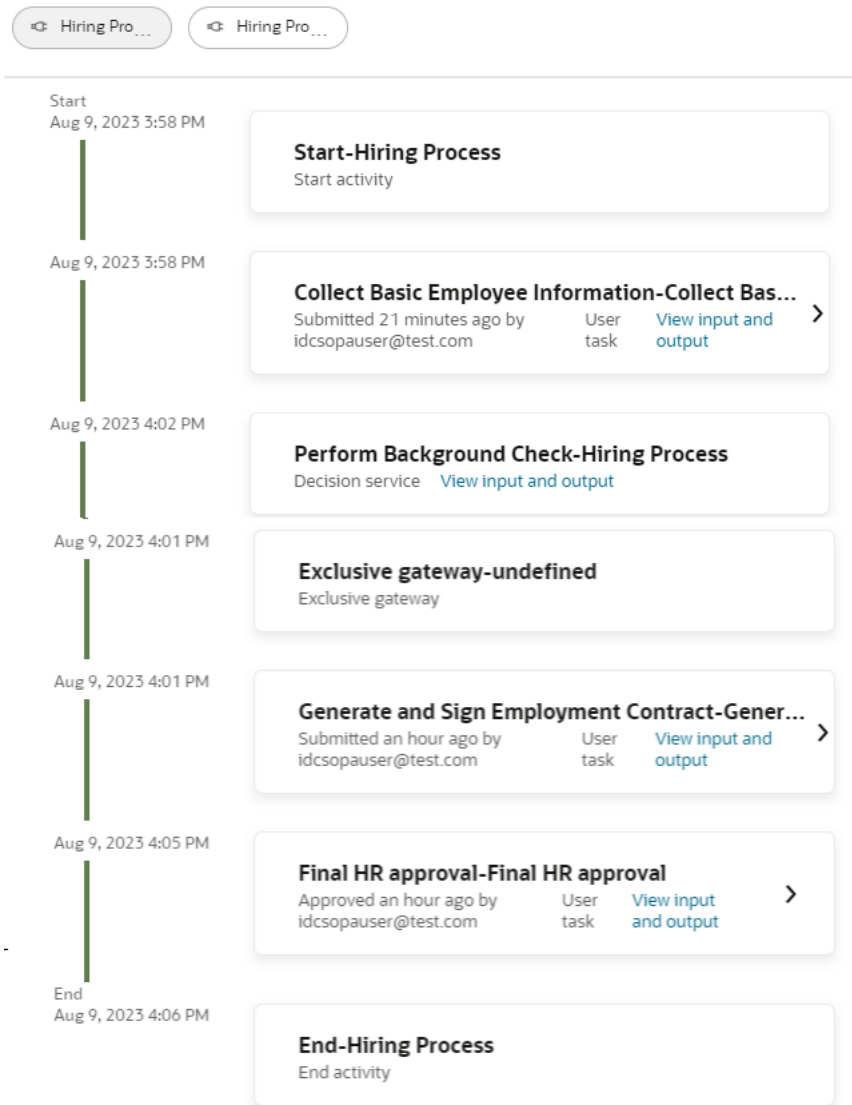 Hiring Pro... Hiring Pro...
Start
Aug 9, 2023 3:58 PM
Start-Hiring Process
Start activity
Aug 9, 2023 3:58 PM
Collect Basic Employee Information-Collect Bas...
Submitted 21 minutes ago by User View input and
idcsopauser@test.com task output
Aug 9, 2023 4:02 PM
Perform Background Check-Hiring Process
Decision service View input and output
Aug 9, 2023 4:01 PM
Exclusive gateway-undefined
Exclusive gateway
Aug 9, 2023 4:01 PM
Generate and Sign Employment Contract-Gener...
Submitted an hour ago by User View input and
idcsopauser@test.com task output
Aug 9, 2023 4:05 PM
Final HR approval-Final HR approval
Approved an hour ago by User View input
idcsopauser@test.com task and output
End
Aug 9, 2023 4:06 PM
End-Hiring Process
End activity